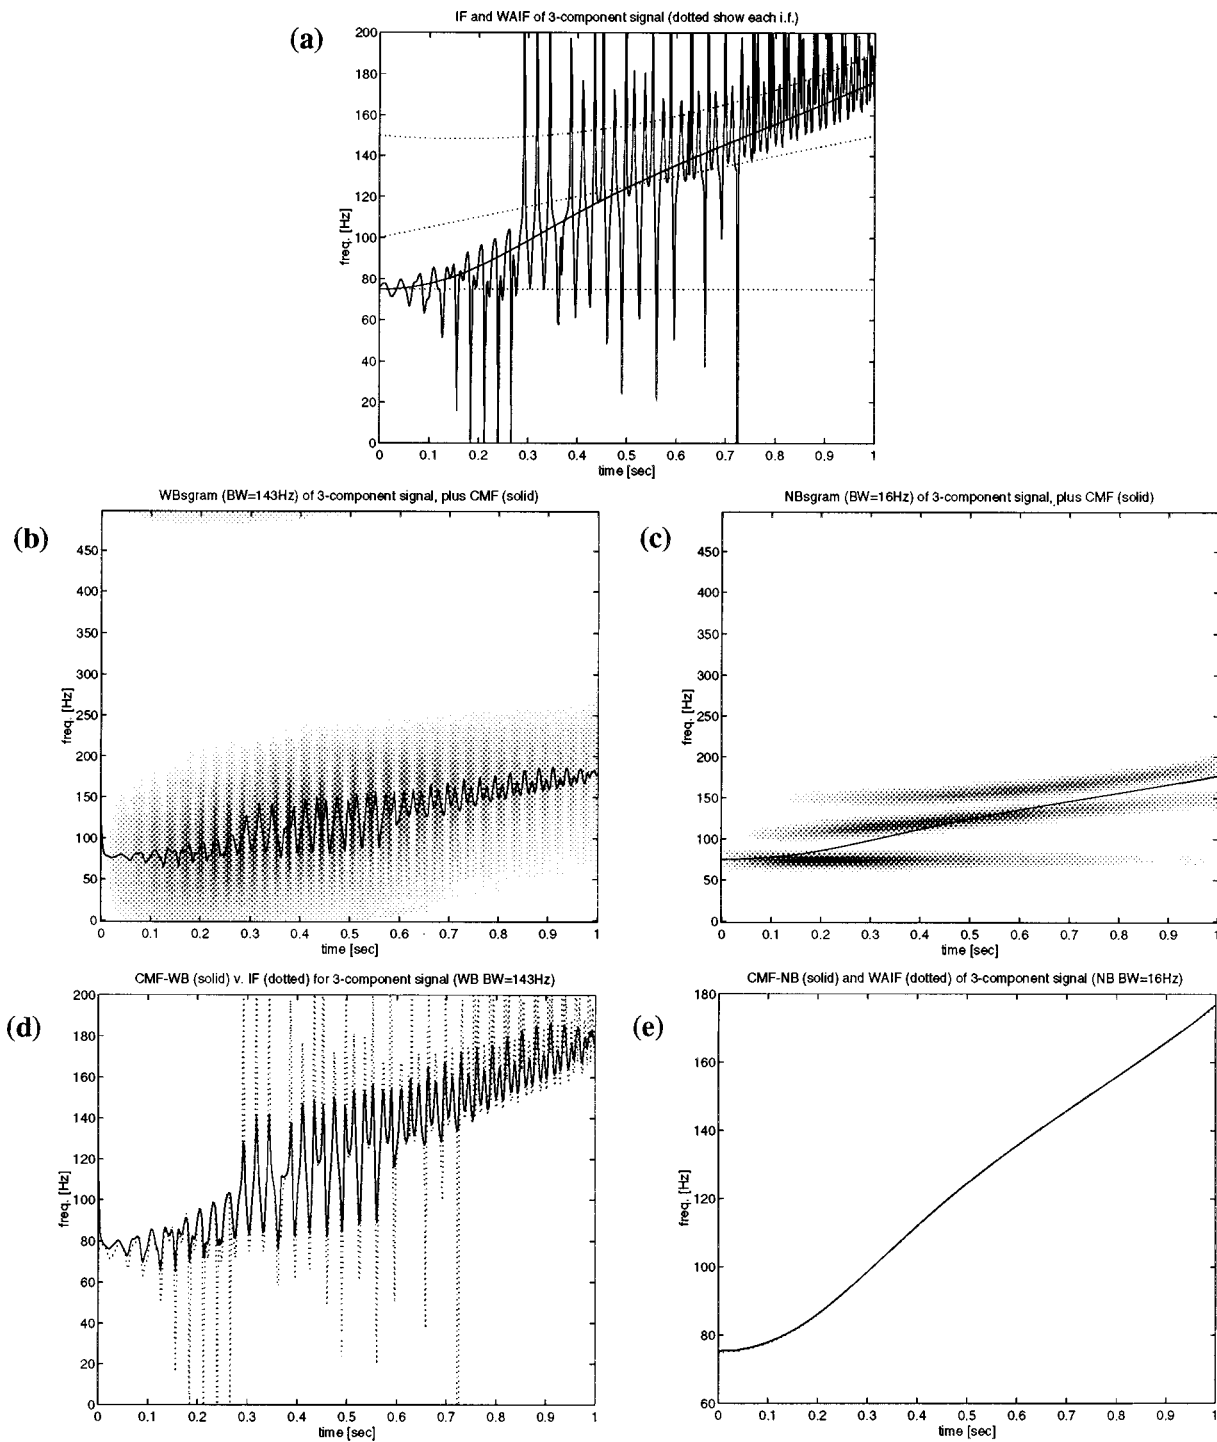 IF and WAIF of 3-component signal (dotted show each i.f.)
(a)
freq. [Hz]
200
180
160
140
120
100
80
60
40
20
0
0 0.1 0.2 0.3 0.4 0.5 0.6 0.7 0.8 0.9 1
time [sec]
WBsgram (BW=143Hz) of 3-component signal, plus CMF (solid)
(b)
freq. [Hz]
450
400
350
300
250
200
150
100
50
0
0 0.1 0.2 0.3 0.4 0.5 0.6 0.7 0.8 0.9 1
time [sec]
NBsgram (BW=16Hz) of 3-component signal, plus CMF (solid)
(c)
freq. [Hz]
450
400
350
300
250
200
150
100
50
0
0 0.1 0.2 0.3 0.4 0.5 0.6 0.7 0.8 0.9 1
time [sec]
CMF-WB (solid) v. IF (dotted) for 3-component signal (WB BW=143Hz)
(d)
freq. [Hz]
200
180
160
140
120
100
80
60
40
20
0
0 0.1 0.2 0.3 0.4 0.5 0.6 0.7 0.8 0.9 1
time [sec]
CMF-NB (solid) and WAIF (dotted) of 3-component signal (NB BW=16Hz)
(e)
freq. [Hz]
180
160
140
120
100
80
60
0 0.1 0.2 0.3 0.4 0.5 0.6 0.7 0.8 0.9 1
time [sec]